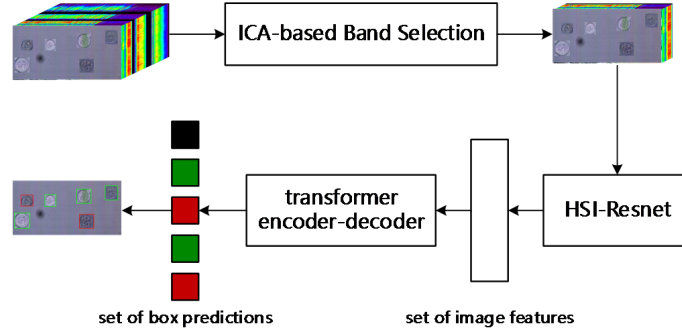 ICA-based Band Selection
transformer
encoder-decoder
HSI-Resnet
set of box predictions
set of image features